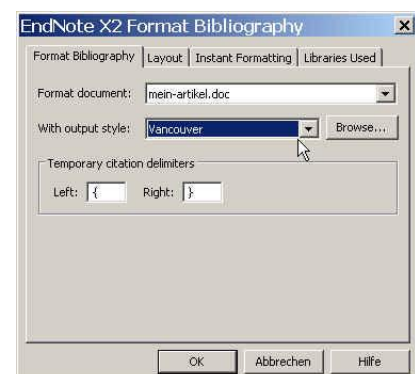 EndNote X2 Format Bibliography
Format Bibliography Layout Instant Formatting Libraries Used
Format document: mein-artikel.doc
With output style: Vancouver Browse...
Temporary citation delimiters
Left: { Right: }
OK Abbrechen Hilfe